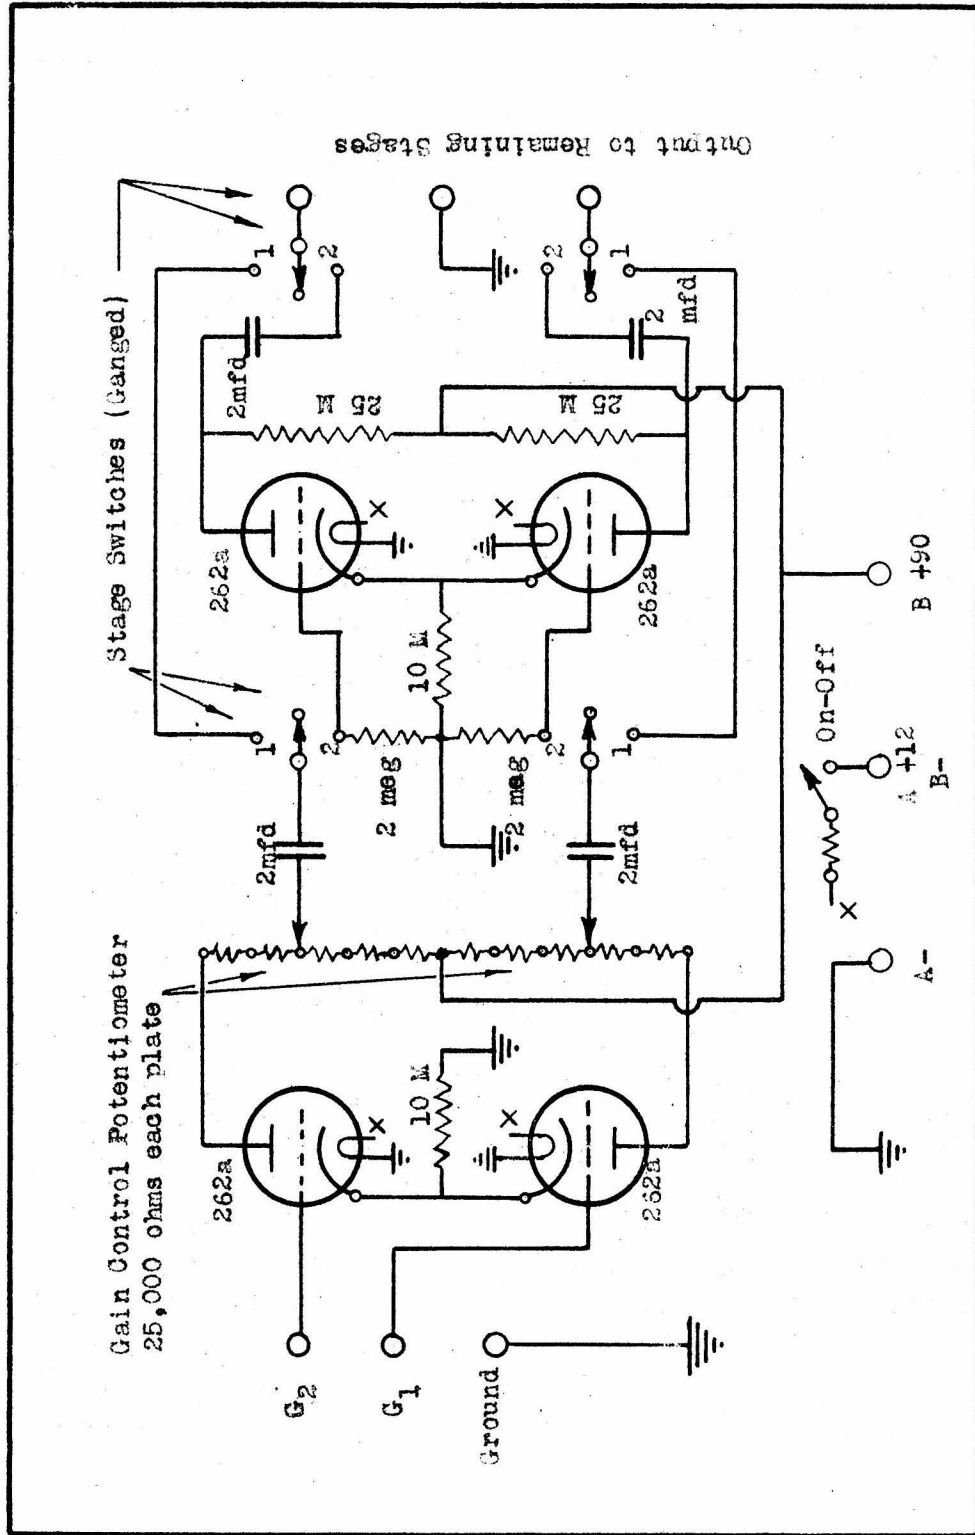 Gain Control Potentiometer
25,000 ohms each plate
Stage Switches (Ganged)
Output to Remaining Stages
G2
G1
Ground
262a
262a
X
X
10 M
2mfd
2mfd
1
2
2 meg
2 meg
2
1
10 M
262a
262a
X
X
25 M
25 M
2mfd
2
mfd
1
2
2
1
A-
X
On-Off
A +12
B-
B +90